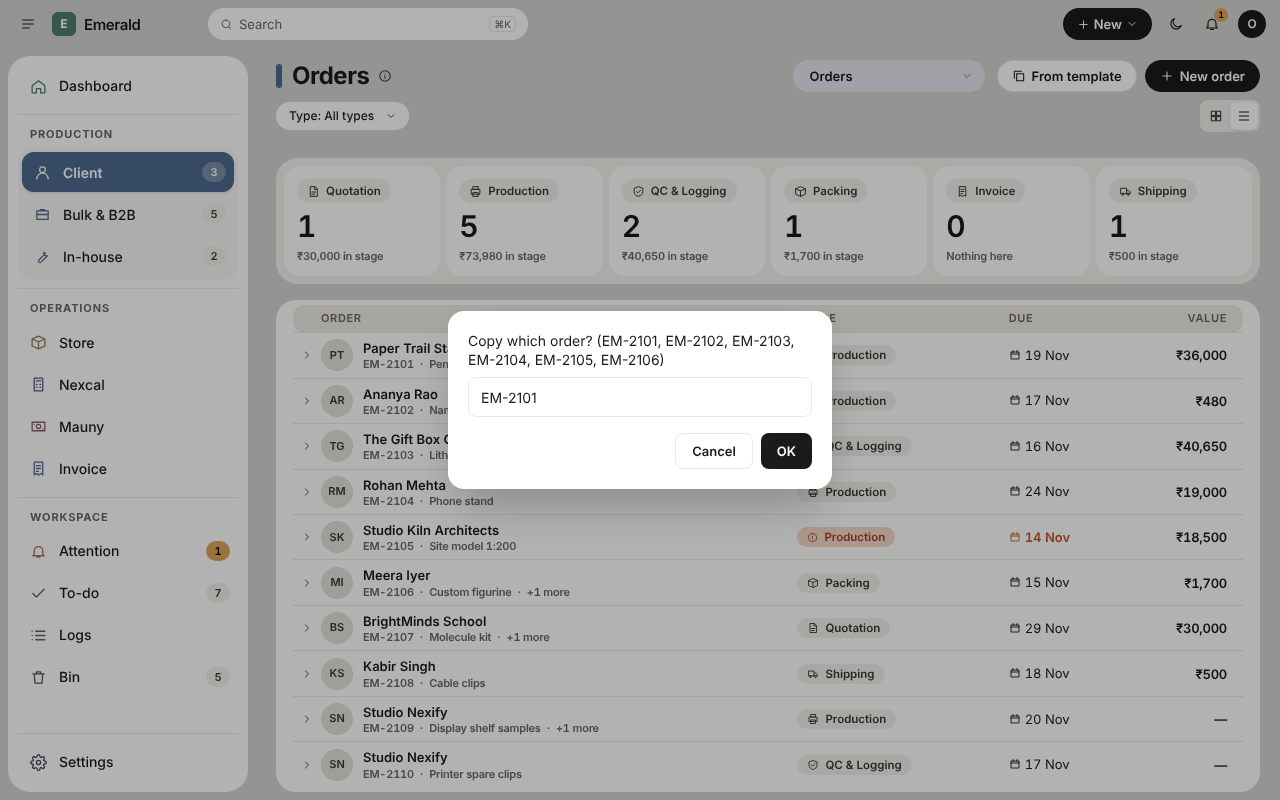 E Emerald
Search ⌘K
+ New
1
O
Dashboard
PRODUCTION
Client 3
Bulk & B2B 5
In-house 2
OPERATIONS
Store
Nexcal
Mauny
Invoice
WORKSPACE
Attention 1
To-do 7
Logs
Bin 5
Settings
Orders
Orders
From template
+ New order
Type: All types
Quotation
1
₹30,000 in stage
Production
5
₹73,980 in stage
QC & Logging
2
₹40,650 in stage
Packing
1
₹1,700 in stage
Invoice
0
Nothing here
Shipping
1
₹500 in stage
ORDER DUE VALUE
PT Paper Trail 19 Nov ₹36,000
EM-2101 ·
AR Ananya Rao 17 Nov ₹480
EM-2102 ·
TG The Gift Box & Logging 16 Nov ₹40,650
EM-2103 ·
RM Rohan Mehta Production 24 Nov ₹19,000
EM-2104 · Phone stand
SK Studio Kiln Architects Production 14 Nov ₹18,500
EM-2105 · Site model 1:200
MI Meera Iyer Packing 15 Nov ₹1,700
EM-2106 · Custom figurine · +1 more
BS BrightMinds School Quotation 29 Nov ₹30,000
EM-2107 · Molecule kit · +1 more
KS Kabir Singh Shipping 18 Nov ₹500
EM-2108 · Cable clips
SN Studio Nexify Production 20 Nov —
EM-2109 · Display shelf samples · +1 more
SN Studio Nexify QC & Logging 17 Nov —
EM-2110 · Printer spare clips
Copy which order? (EM-2101, EM-2102, EM-2103,
EM-2104, EM-2105, EM-2106)
EM-2101
Cancel OK